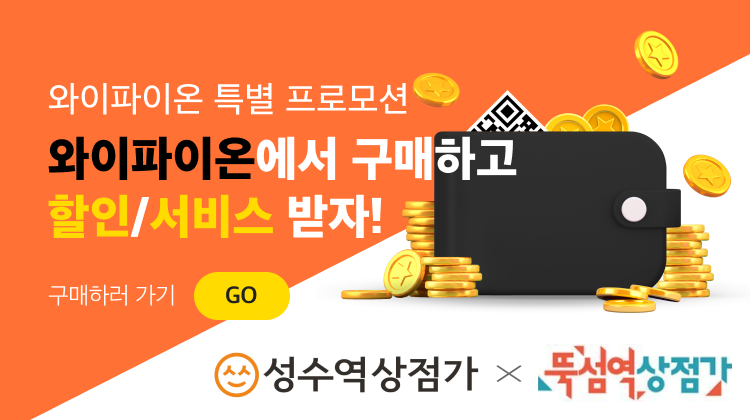 와이파이온 특별 프로모션
와이파이온에서 구매하고
할인/서비스 받자!
구매하러 가기 GO
성수역상점가 × 뚝섬역상점가